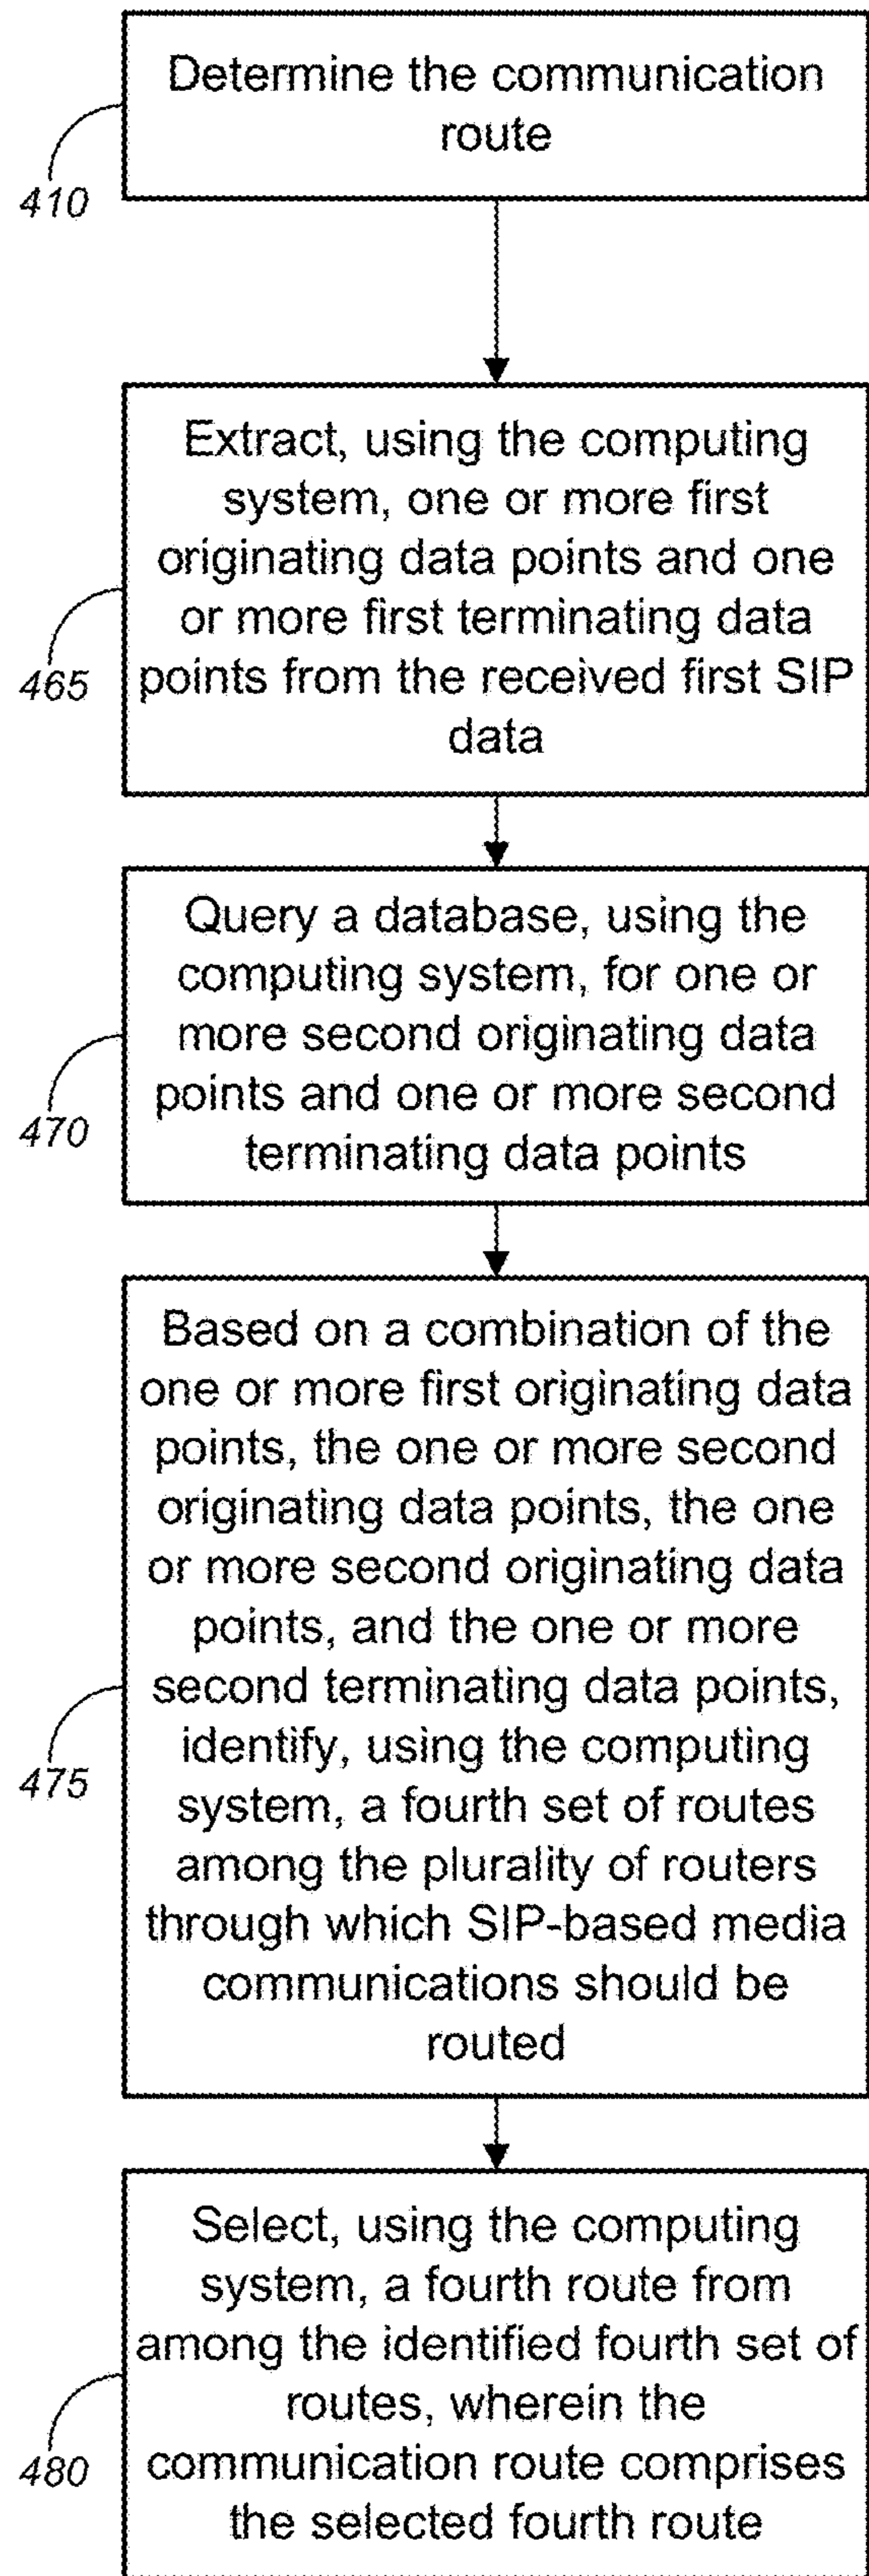 Determine the communication
route
410
Extract, using the computing
system, one or more first
originating data points and one
or more first terminating data
points from the received first SIP
data
465
Query a database, using the
computing system, for one or
more second originating data
points and one or more second
terminating data points
470
Based on a combination of the
one or more first originating data
points, the one or more second
originating data points, the one
or more second originating data
points, and the one or more
second terminating data points,
identify, using the computing
system, a fourth set of routes
among the plurality of routers
through which SIP-based media
communications should be
routed
475
Select, using the computing
system, a fourth route from
among the identified fourth set of
routes, wherein the
communication route comprises
the selected fourth route
480